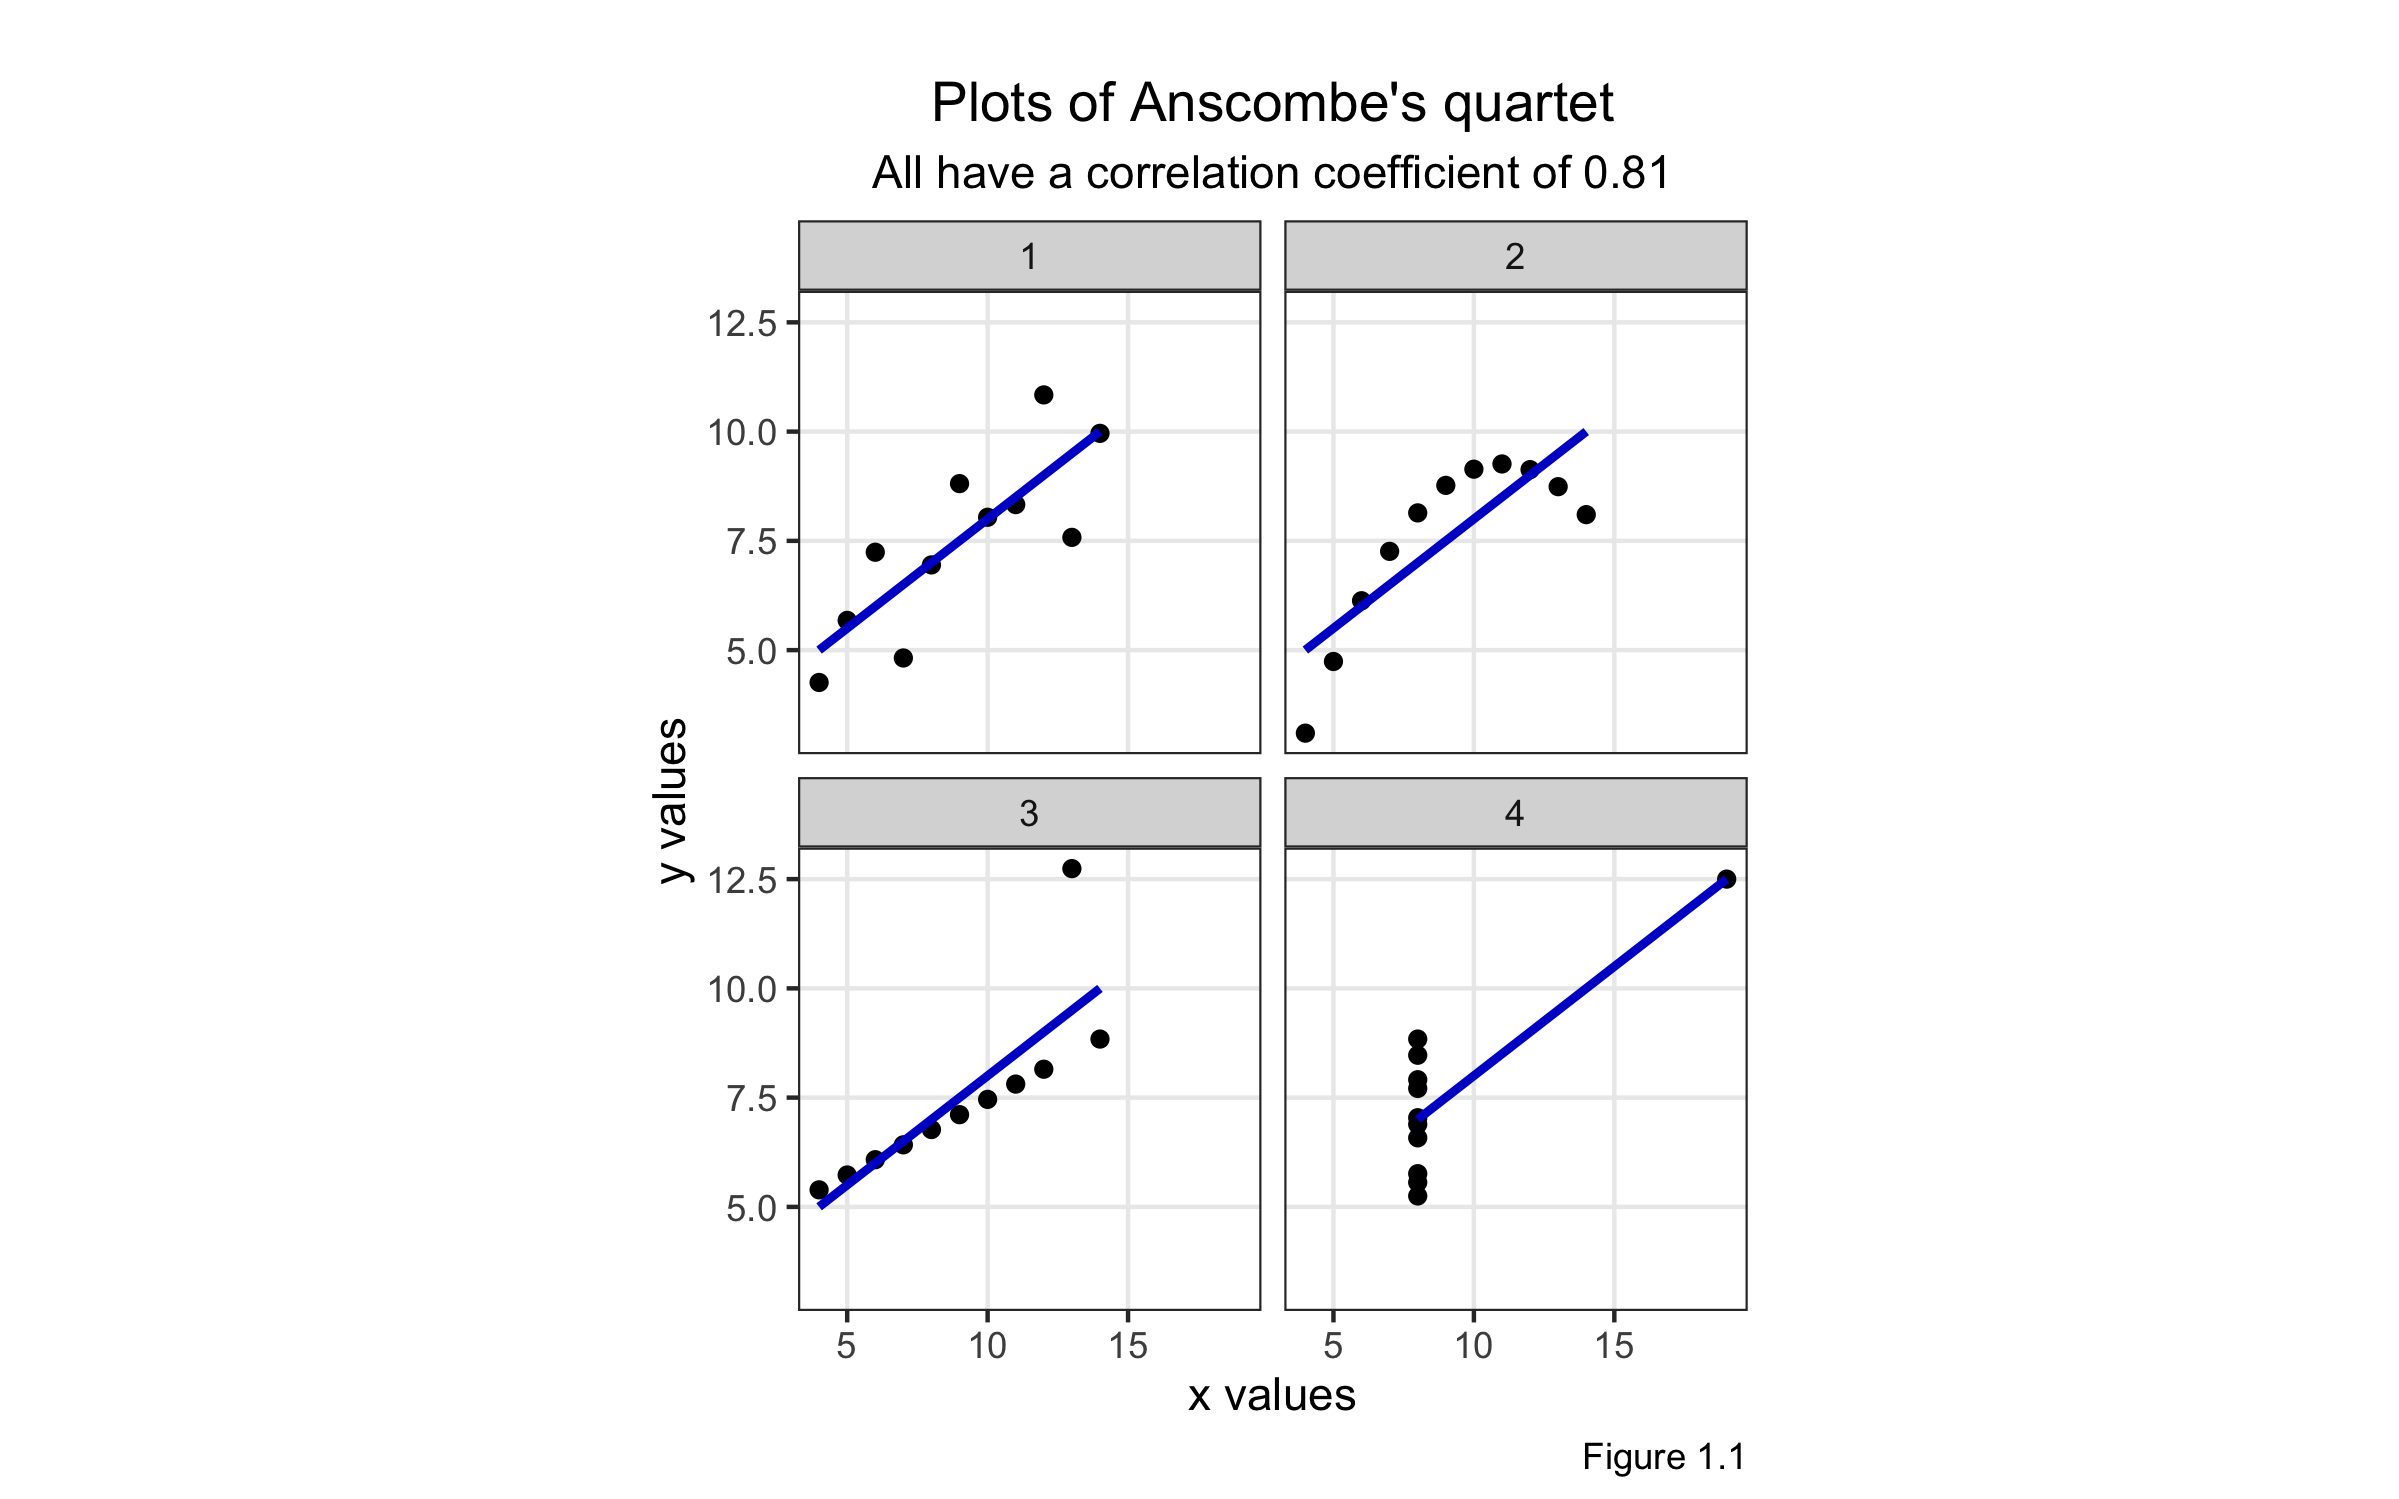 Plots of Anscombe's quartet
All have a correlation coefficient of 0.81
1
2
12.5
10.0
7.5
5.0
y values
3
4
12.5
10.0
7.5
5.0
5 10 15
5 10 15
x values
Figure 1.1